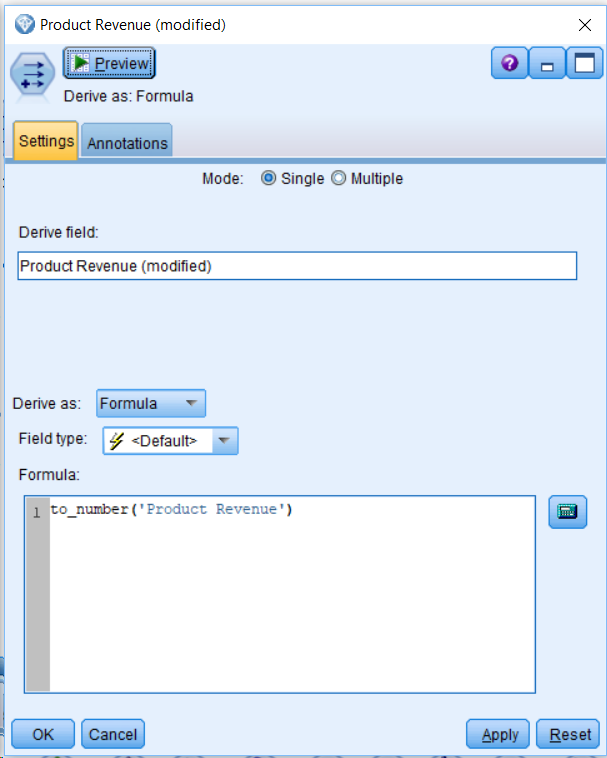 Product Revenue (modified)
Preview
Derive as: Formula
Settings Annotations
Mode: Single Multiple
Derive field:
Product Revenue (modified)
Derive as: Formula
Field type: <Default>
Formula:
1 to_number('Product Revenue')
OK Cancel Apply Reset